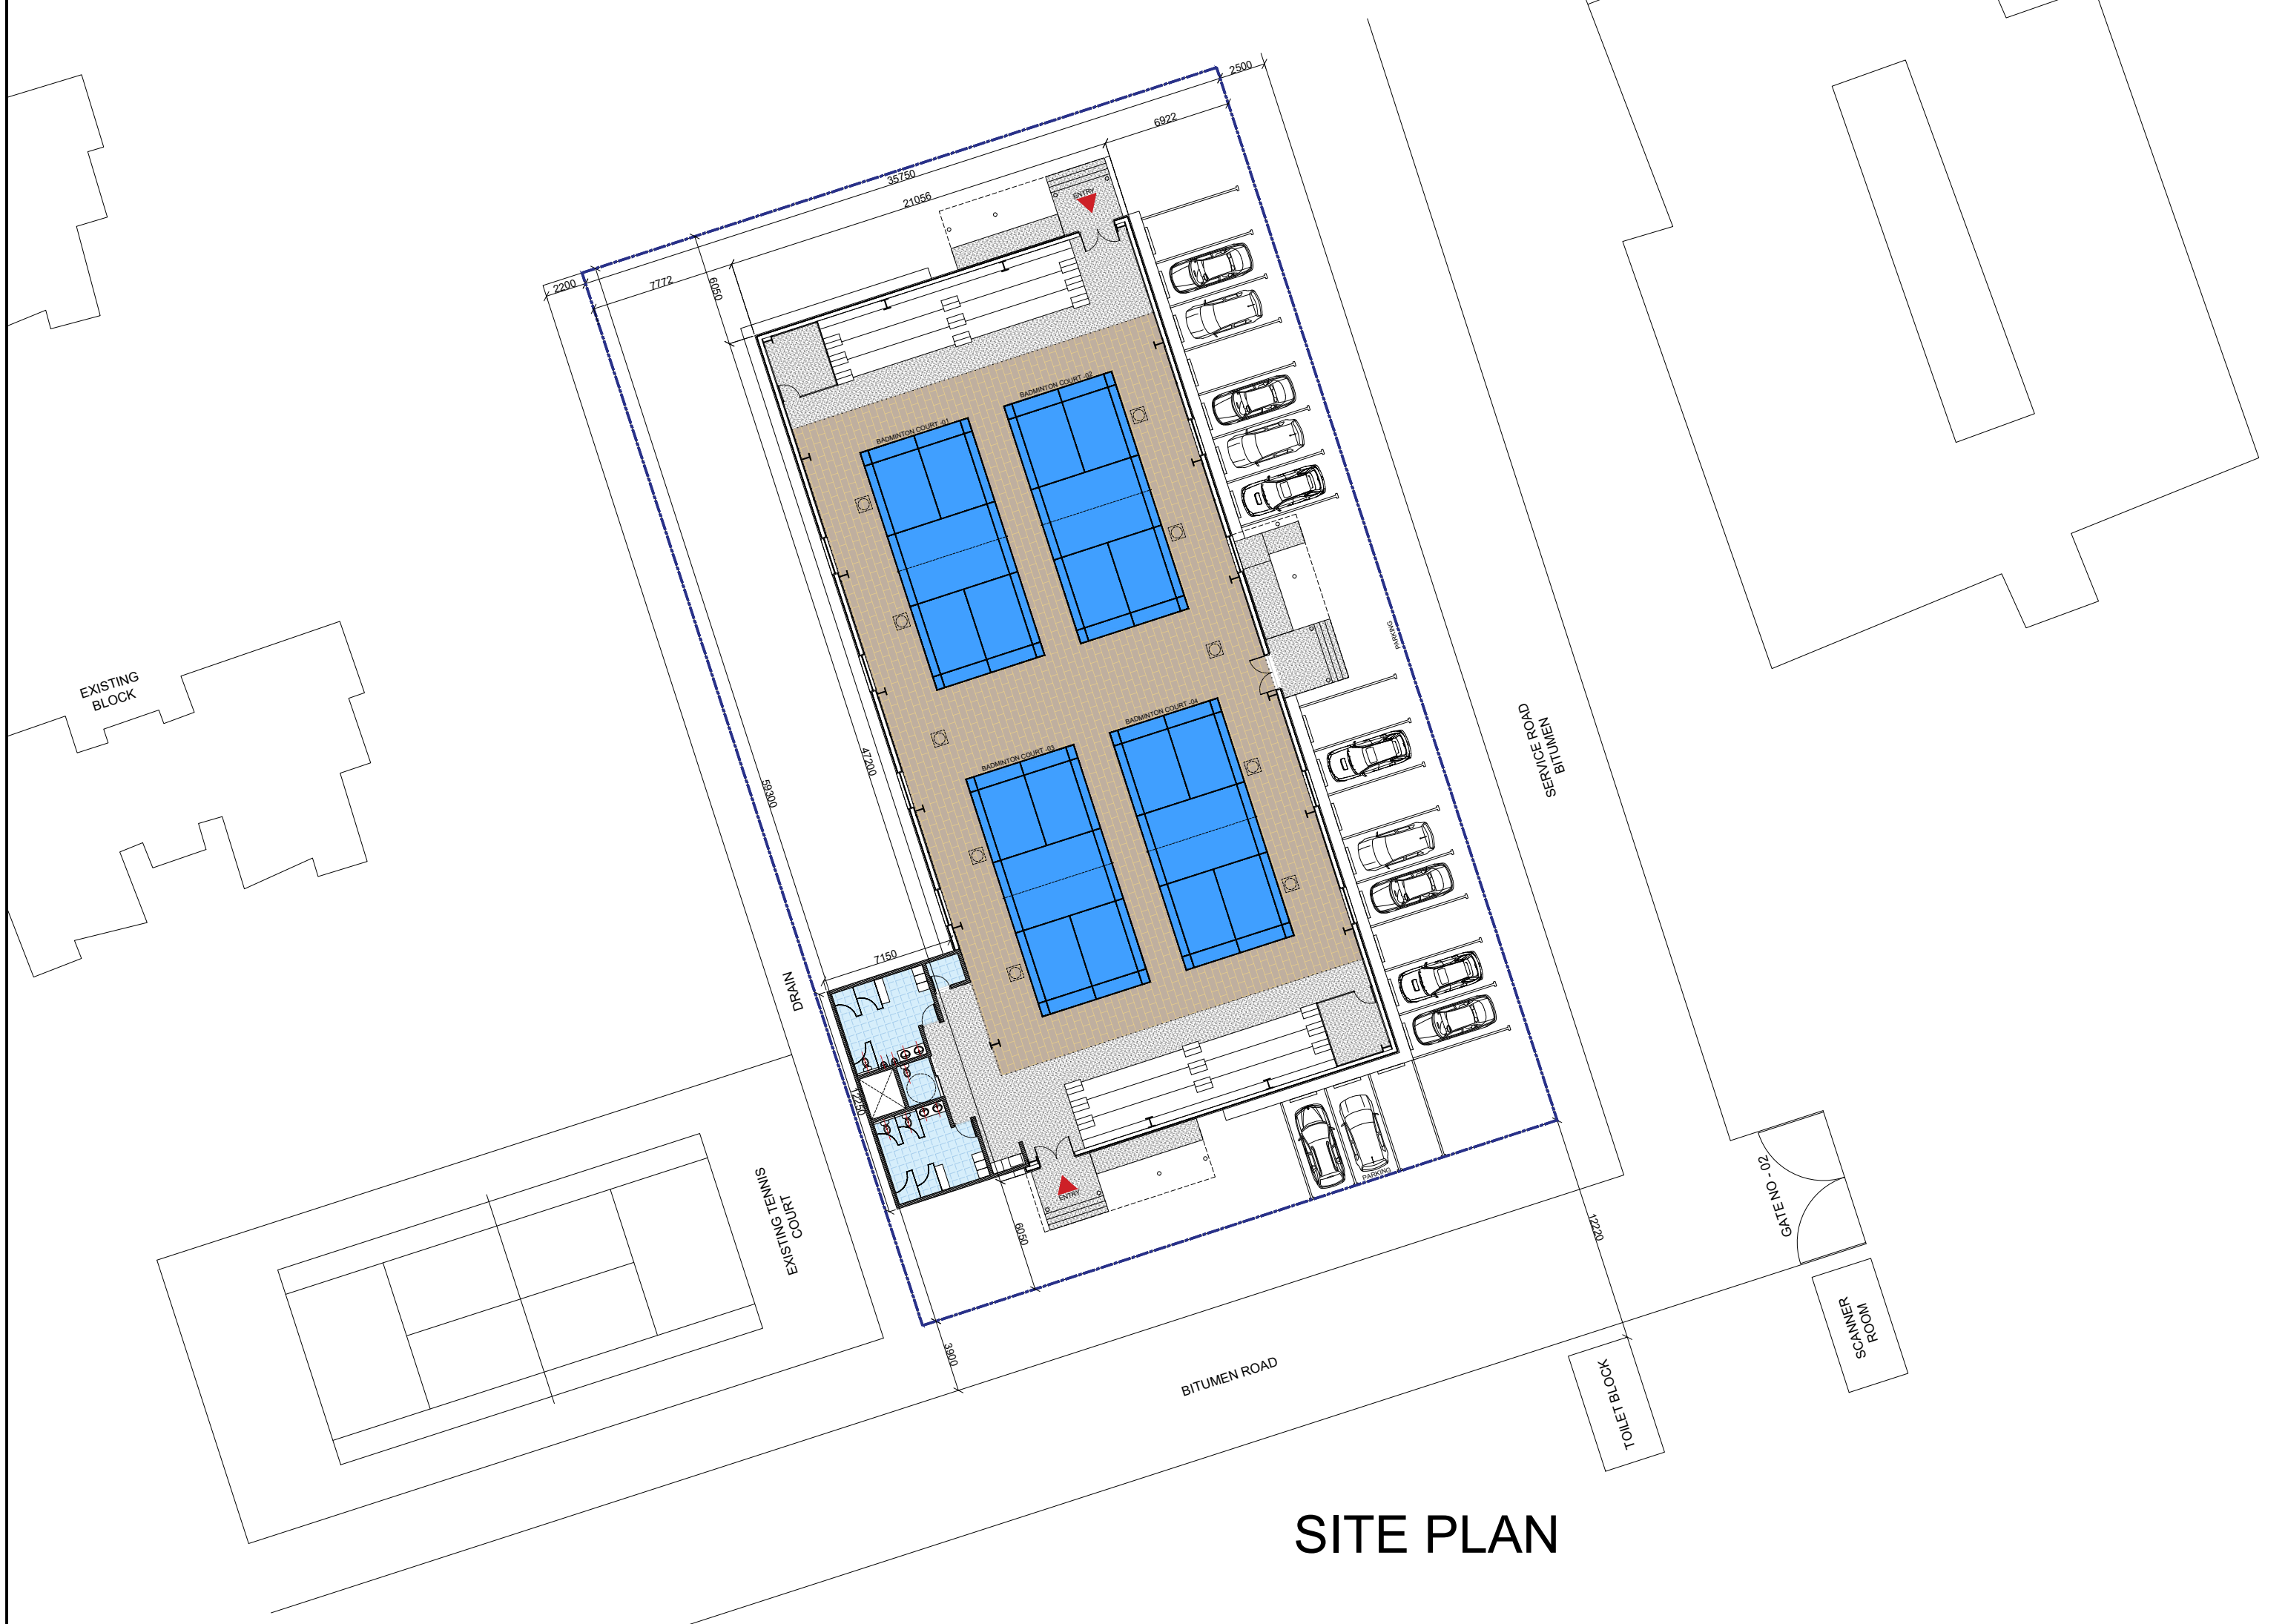 2500
6922
35750
21056
ENTRY
2200
7772
6050
BADMINTON COURT -02
BADMINTON COURT -01
PARKING
EXISTING
BLOCK
SERVICE ROAD
BITUMEN
BADMINTON COURT -04
BADMINTON COURT -03
47200
59300
7150
DRAIN
12250
EXISTING TENNIS
COURT
ENTRY
PARKING
6050
12220
GATE NO - 02
3900
BITUMEN ROAD
SCANNER
ROOM
TOILET BLOCK
SITE PLAN